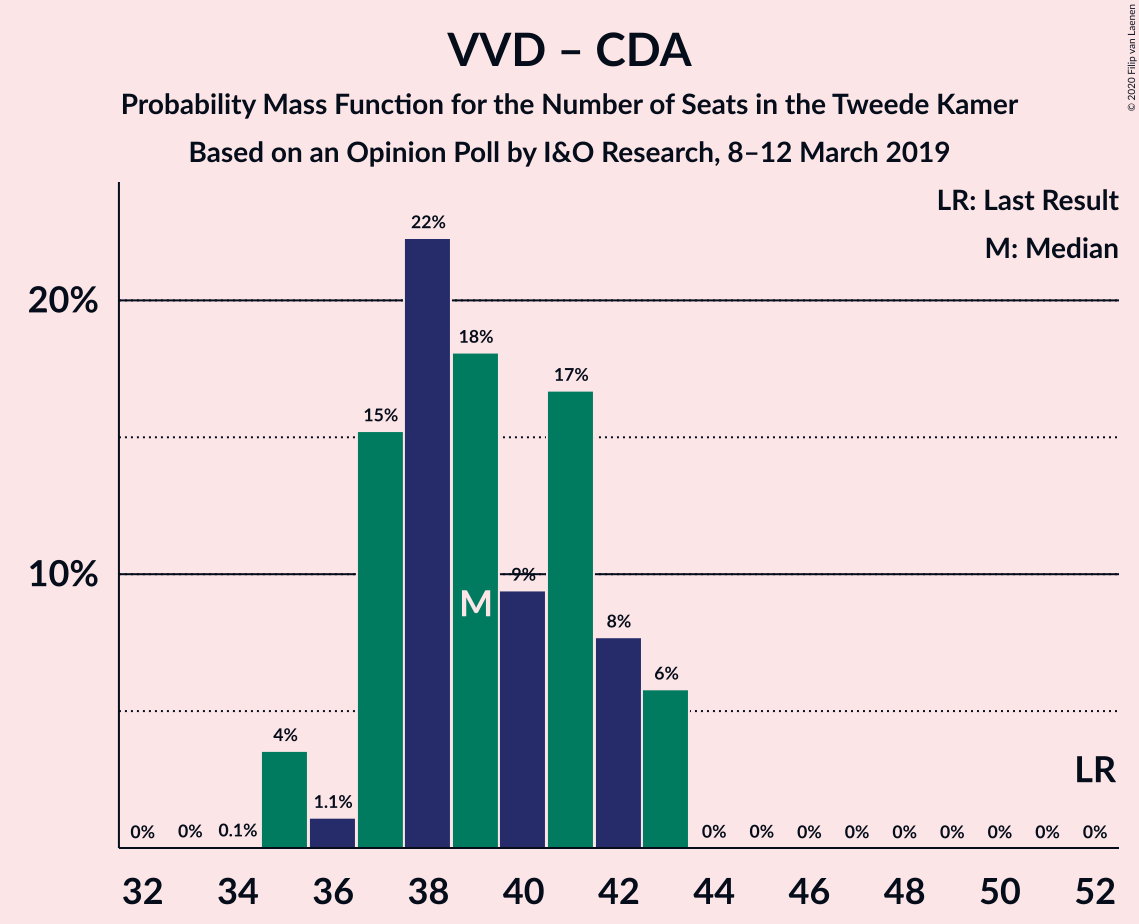 © 2020 Filip van Laenen
VVD – CDA
Probability Mass Function for the Number of Seats in the Tweede Kamer
Based on an Opinion Poll by I&O Research, 8–12 March 2019
LR: Last Result
M: Median
20%
10%
0% 0% 0.1% 4% 1.1% 15% 22% 18% 9% 17% 8% 6% 0% 0% 0% 0% 0% 0% 0% 0% 0%
M
LR
32 34 36 38 40 42 44 46 48 50 52